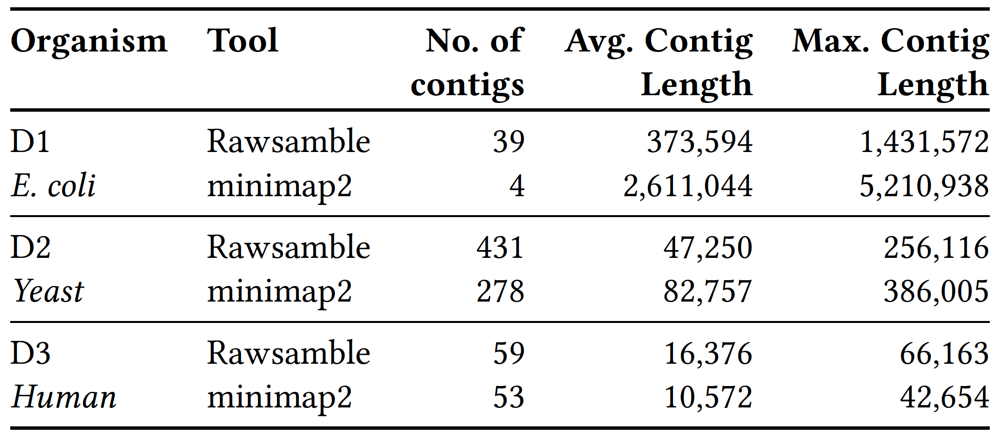 Organism Tool No. of contigs Avg. Contig Length Max. Contig Length
D1 Rawsamble 39 373,594 1,431,572
E. coli minimap2 4 2,611,044 5,210,938
D2 Rawsamble 431 47,250 256,116
Yeast minimap2 278 82,757 386,005
D3 Rawsamble 59 16,376 66,163
Human minimap2 53 10,572 42,654